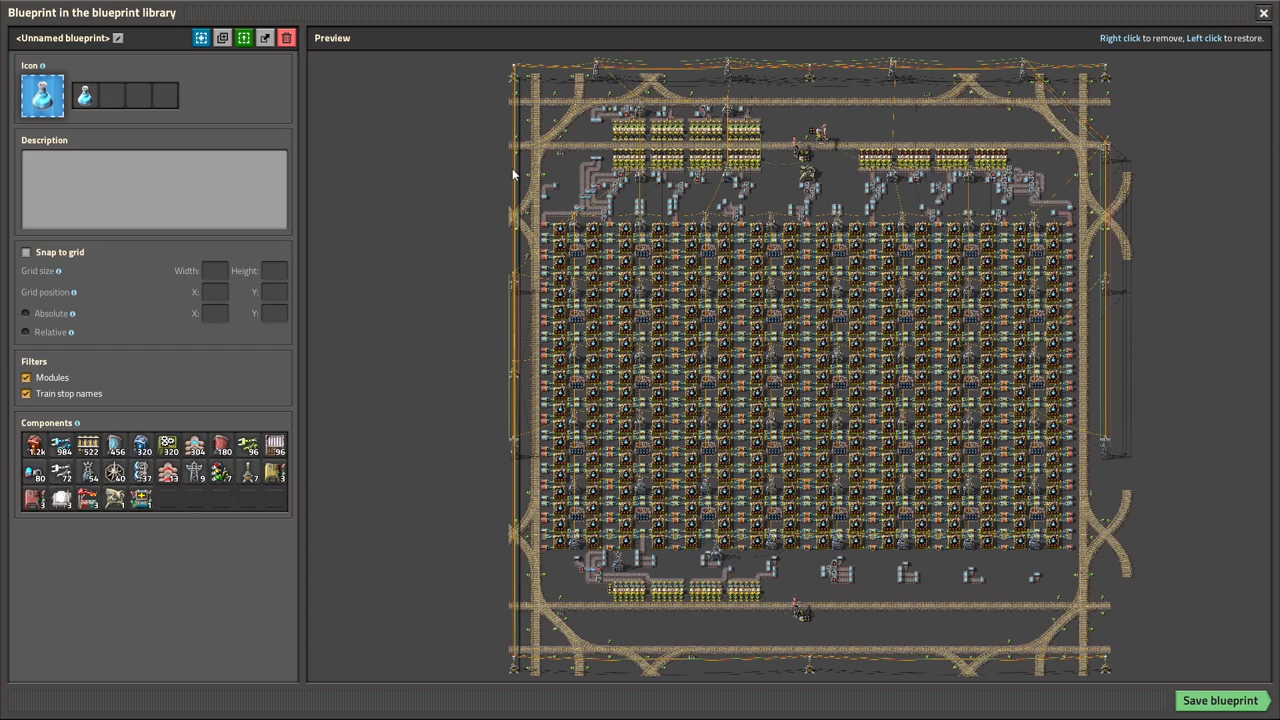 Blueprint in the blueprint library
<Unnamed blueprint>
Preview
Right click to remove, Left click to restore.
Icon
Description
Snap to grid
Grid size
Width:
Height:
Grid position
X:
Y:
Absolute
X:
Y:
Relative
Filters
Modules
Train stop names
Components
984
522
320
320
304
180
96
96
80
72
54
40
37
13
9
7
7
3
3
3
3
1
1
Save blueprint